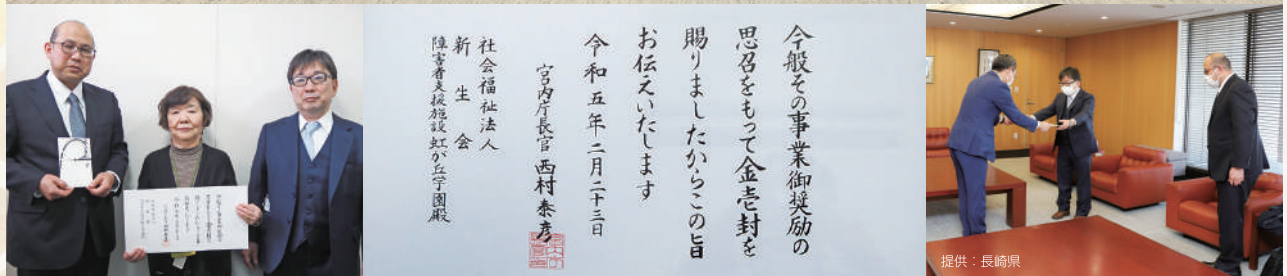 今般その事業御奨励の
思召をもって金壱封を
賜りましたからこの旨
お伝えいたします
令和五年二月二十三日
宮内庁長官 西村泰彦
社会福祉法人
新生会
障害者支援施設虹が丘学園殿
提供：長崎県